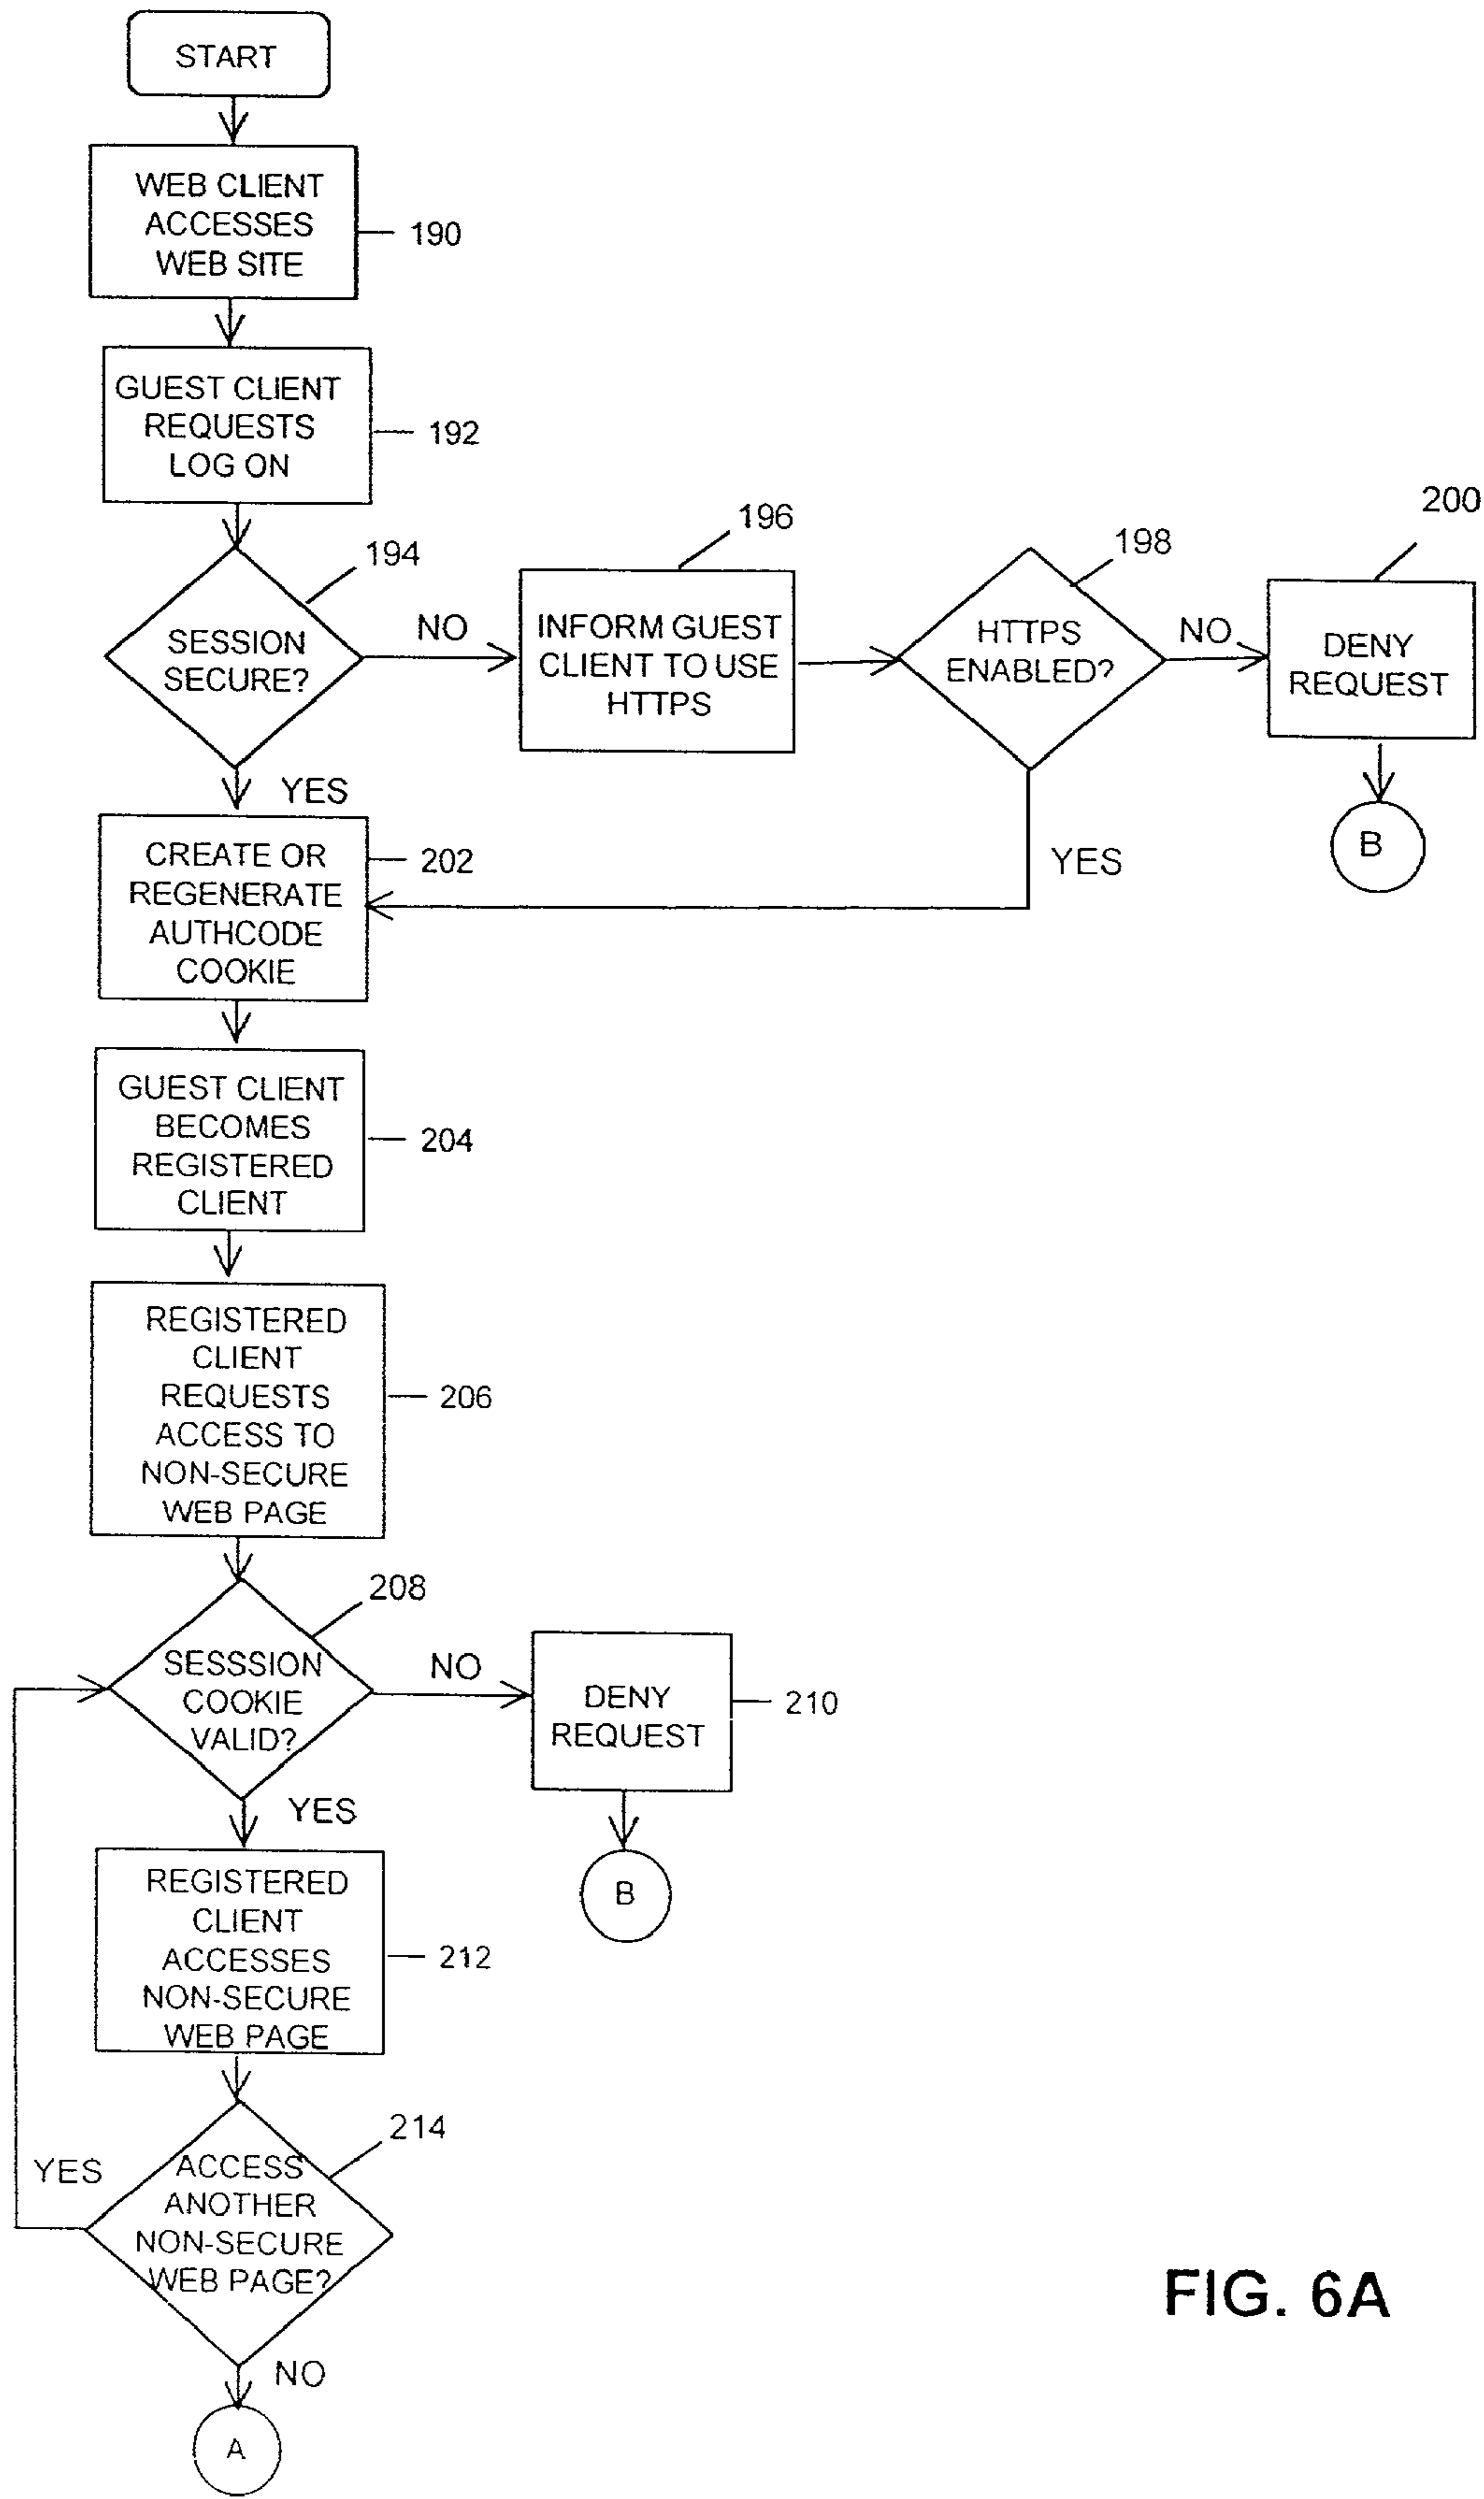 START
WEB CLIENT
ACCESSES
WEB SITE
190
GUEST CLIENT
REQUESTS
LOG ON
192
194
SESSION
SECURE?
NO
196
INFORM GUEST
CLIENT TO USE
HTTPS
198
HTTPS
ENABLED?
NO
200
DENY
REQUEST
B
YES
YES
CREATE OR
REGENERATE
AUTHCODE
COOKIE
202
GUEST CLIENT
BECOMES
REGISTERED
CLIENT
204
REGISTERED
CLIENT
REQUESTS
ACCESS TO
NON-SECURE
WEB PAGE
206
208
SESSSION
COOKIE
VALID?
NO
DENY
REQUEST
210
B
YES
REGISTERED
CLIENT
ACCESSES
NON-SECURE
WEB PAGE
212
214
YES
ACCESS
ANOTHER
NON-SECURE
WEB PAGE?
NO
A
FIG. 6A